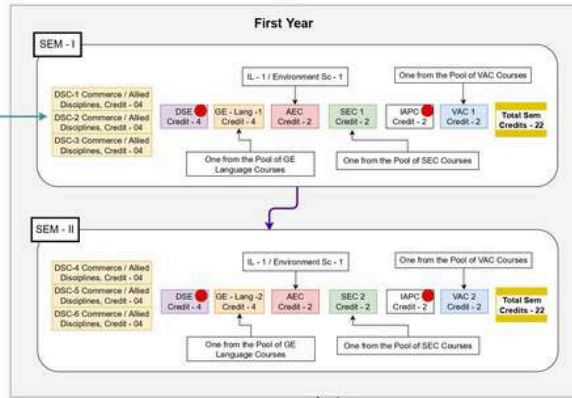 First Year
SEM - I
IL - 1 / Environment Sc - 1
One from the Pool of VAC Courses
DSC-1 Commerce / Allied
Disciplines, Credit - 04
DSC-2 Commerce / Allied
Disciplines, Credit - 04
DSC-3 Commerce / Allied
Disciplines, Credit - 04
DSE
Credit - 4
GE - Lang -1
Credit - 4
AEC
Credit - 2
SEC 1
Credit - 2
IAPC
Credit - 2
VAC 1
Credit - 2
Total Sem
Credits - 22
One from the Pool of GE
Language Courses
One from the Pool of SEC Courses
SEM - II
IL - 1 / Environment Sc - 1
One from the Pool of VAC Courses
DSC-4 Commerce / Allied
Disciplines, Credit - 04
DSC-5 Commerce / Allied
Disciplines, Credit - 04
DSC-6 Commerce / Allied
Disciplines, Credit - 04
DSE
Credit - 4
GE - Lang -2
Credit - 4
AEC
Credit - 2
SEC 2
Credit - 2
IAPC
Credit - 2
VAC 2
Credit - 2
Total Sem
Credits - 22
One from the Pool of GE
Language Courses
One from the Pool of SEC Courses